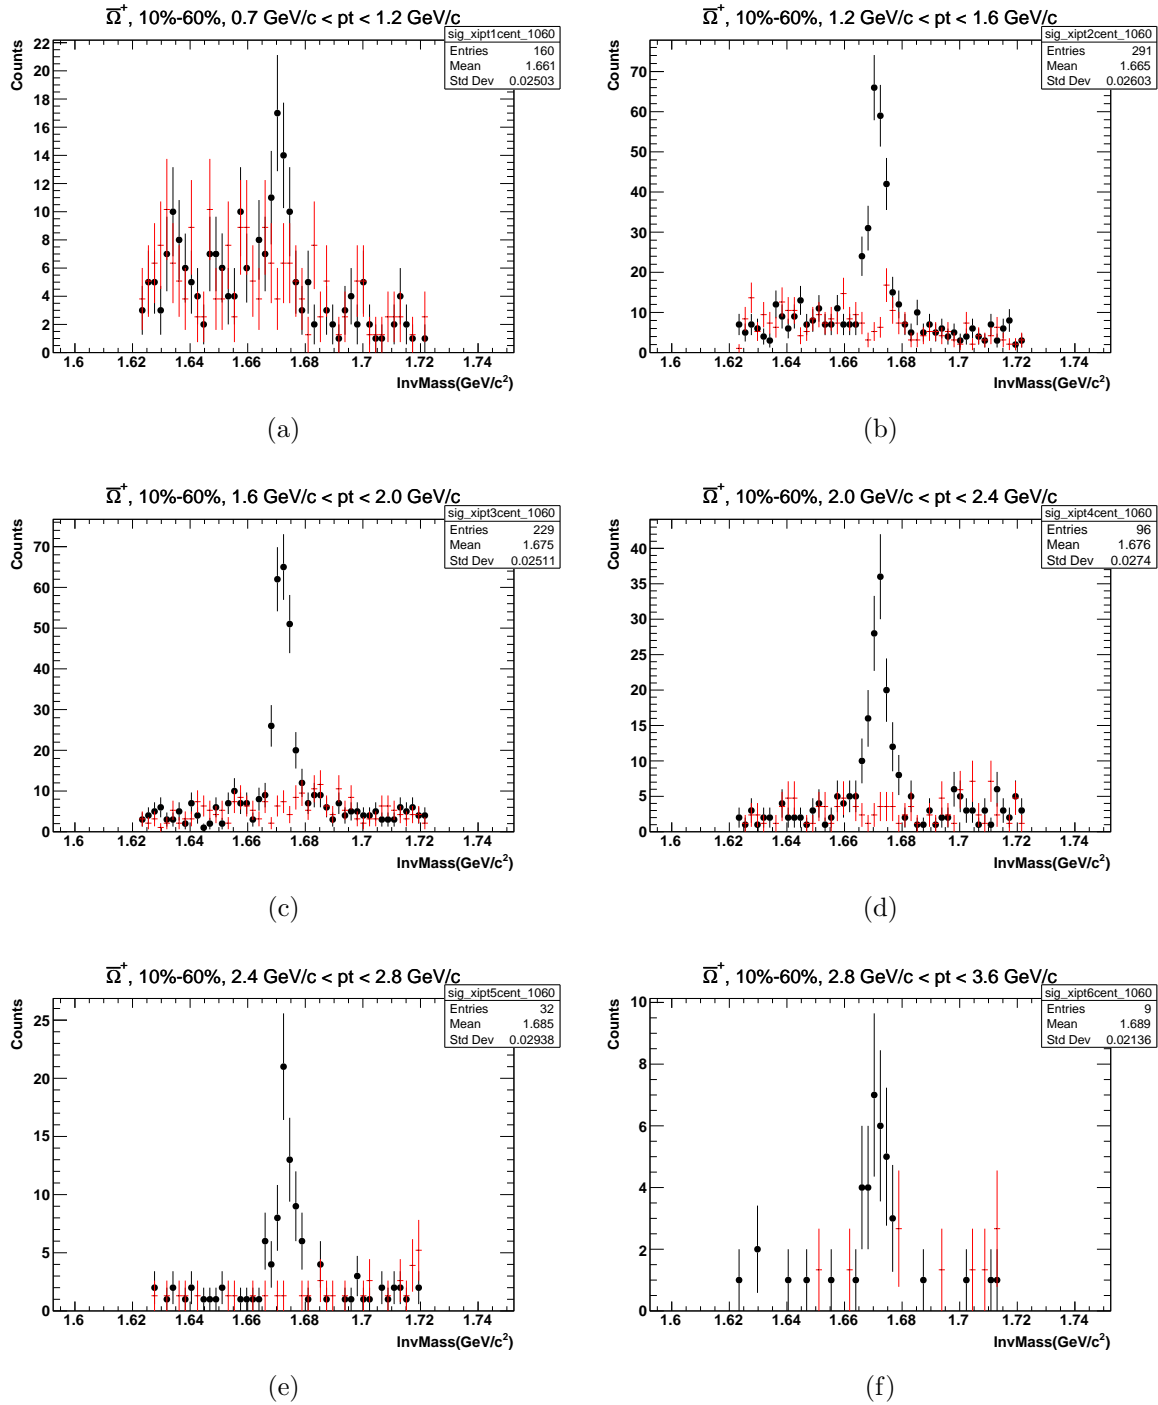 Ω̅⁺, 10%-60%, 0.7 GeV/c < pt < 1.2 GeV/c
sig_xipt1cent_1060
Entries 160
Mean 1.661
Std Dev 0.02503
Counts
22
20
18
16
14
12
10
8
6
4
2
0
1.6 1.62 1.64 1.66 1.68 1.7 1.72 1.74
InvMass(GeV/c²)
(a)
Ω̅⁺, 10%-60%, 1.2 GeV/c < pt < 1.6 GeV/c
sig_xipt2cent_1060
Entries 291
Mean 1.665
Std Dev 0.02603
Counts
70
60
50
40
30
20
10
0
1.6 1.62 1.64 1.66 1.68 1.7 1.72 1.74
InvMass(GeV/c²)
(b)
Ω̅⁺, 10%-60%, 1.6 GeV/c < pt < 2.0 GeV/c
sig_xipt3cent_1060
Entries 229
Mean 1.675
Std Dev 0.02511
Counts
70
60
50
40
30
20
10
0
1.6 1.62 1.64 1.66 1.68 1.7 1.72 1.74
InvMass(GeV/c²)
(c)
Ω̅⁺, 10%-60%, 2.0 GeV/c < pt < 2.4 GeV/c
sig_xipt4cent_1060
Entries 96
Mean 1.676
Std Dev 0.0274
Counts
40
35
30
25
20
15
10
5
0
1.6 1.62 1.64 1.66 1.68 1.7 1.72 1.74
InvMass(GeV/c²)
(d)
Ω̅⁺, 10%-60%, 2.4 GeV/c < pt < 2.8 GeV/c
sig_xipt5cent_1060
Entries 32
Mean 1.685
Std Dev 0.02938
Counts
25
20
15
10
5
0
1.6 1.62 1.64 1.66 1.68 1.7 1.72 1.74
InvMass(GeV/c²)
(e)
Ω̅⁺, 10%-60%, 2.8 GeV/c < pt < 3.6 GeV/c
sig_xipt6cent_1060
Entries 9
Mean 1.689
Std Dev 0.02136
Counts
10
8
6
4
2
0
1.6 1.62 1.64 1.66 1.68 1.7 1.72 1.74
InvMass(GeV/c²)
(f)